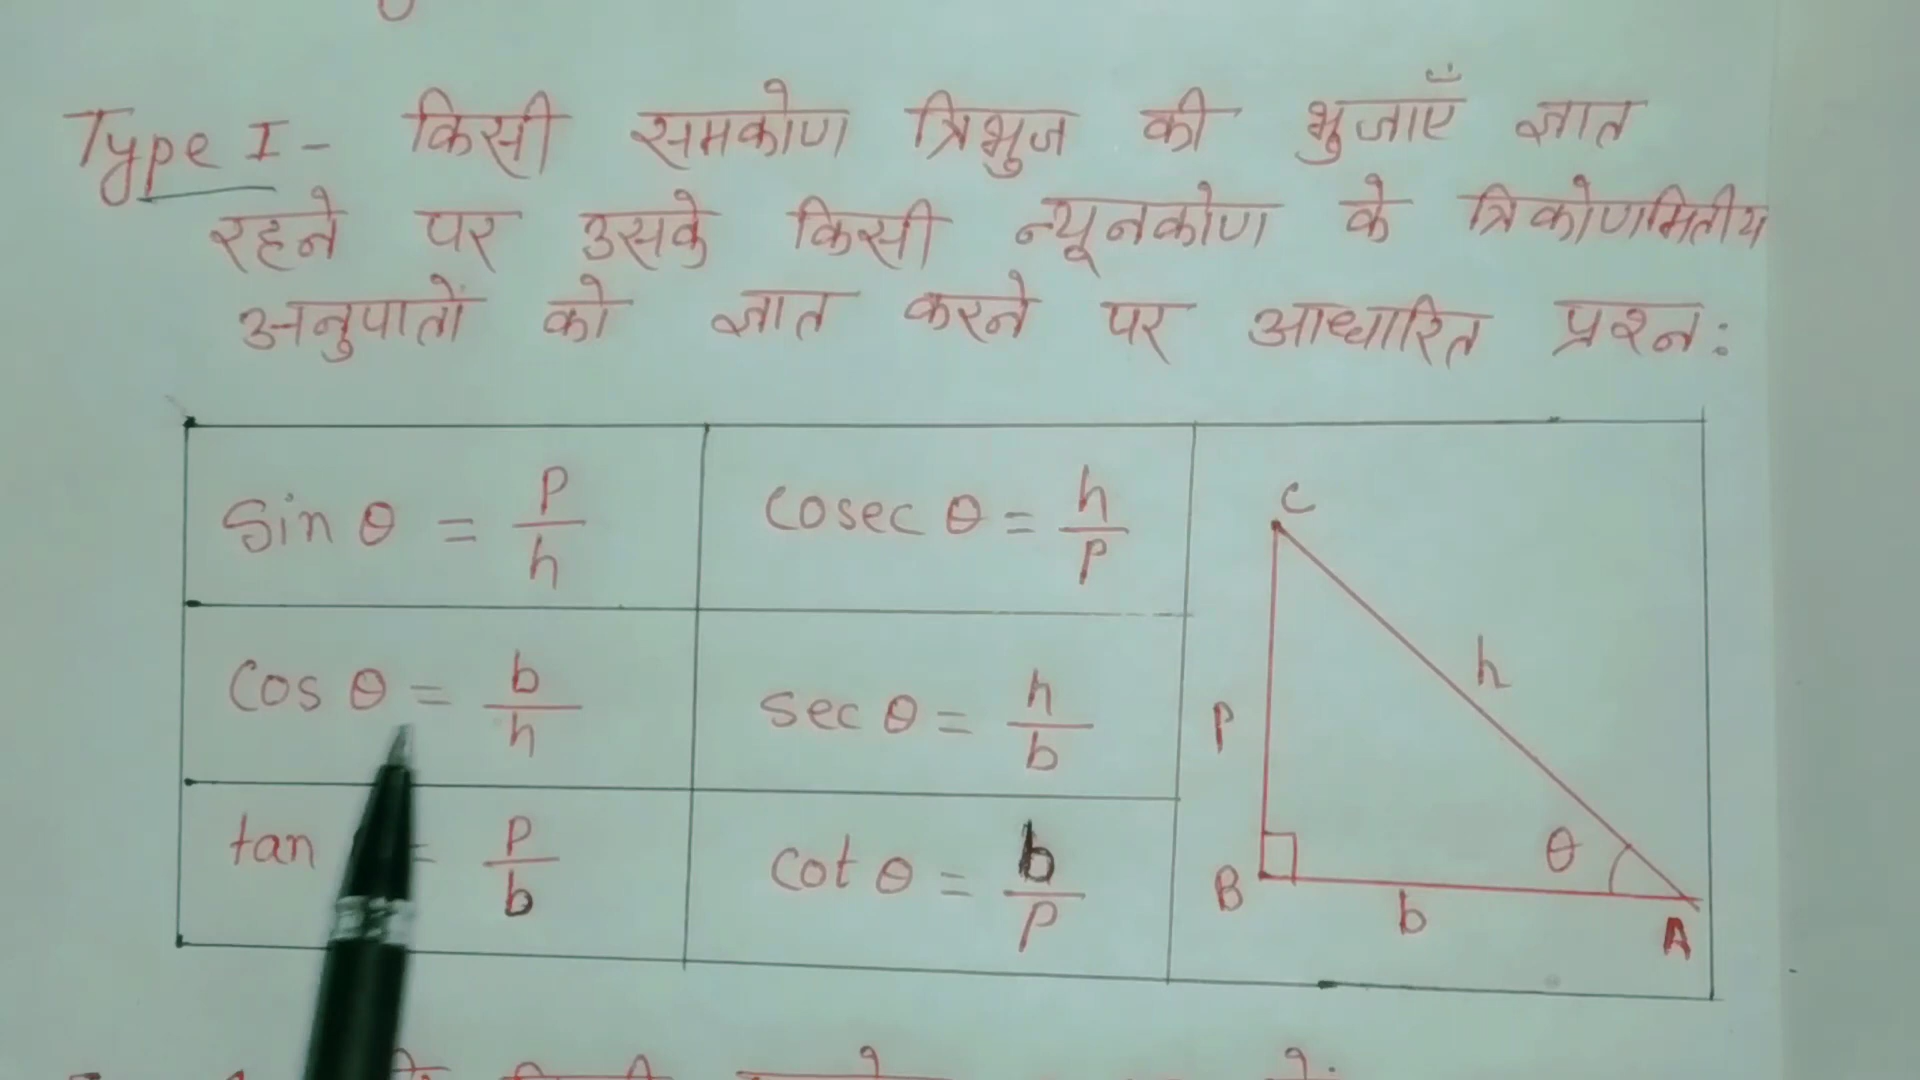 Type I - किसी समकोण त्रिभुज की भुजाएँ ज्ञात
रहने पर उसके किसी न्यूनकोण के त्रिकोणमितीय
अनुपातों को ज्ञात करने पर आधारित प्रश्न:
Sin θ = P/h
Cosec θ = h/P
Cos θ = b/h
Sec θ = h/b
tan = P/b
Cot θ = b/P
C
h
P
θ
B
b
A